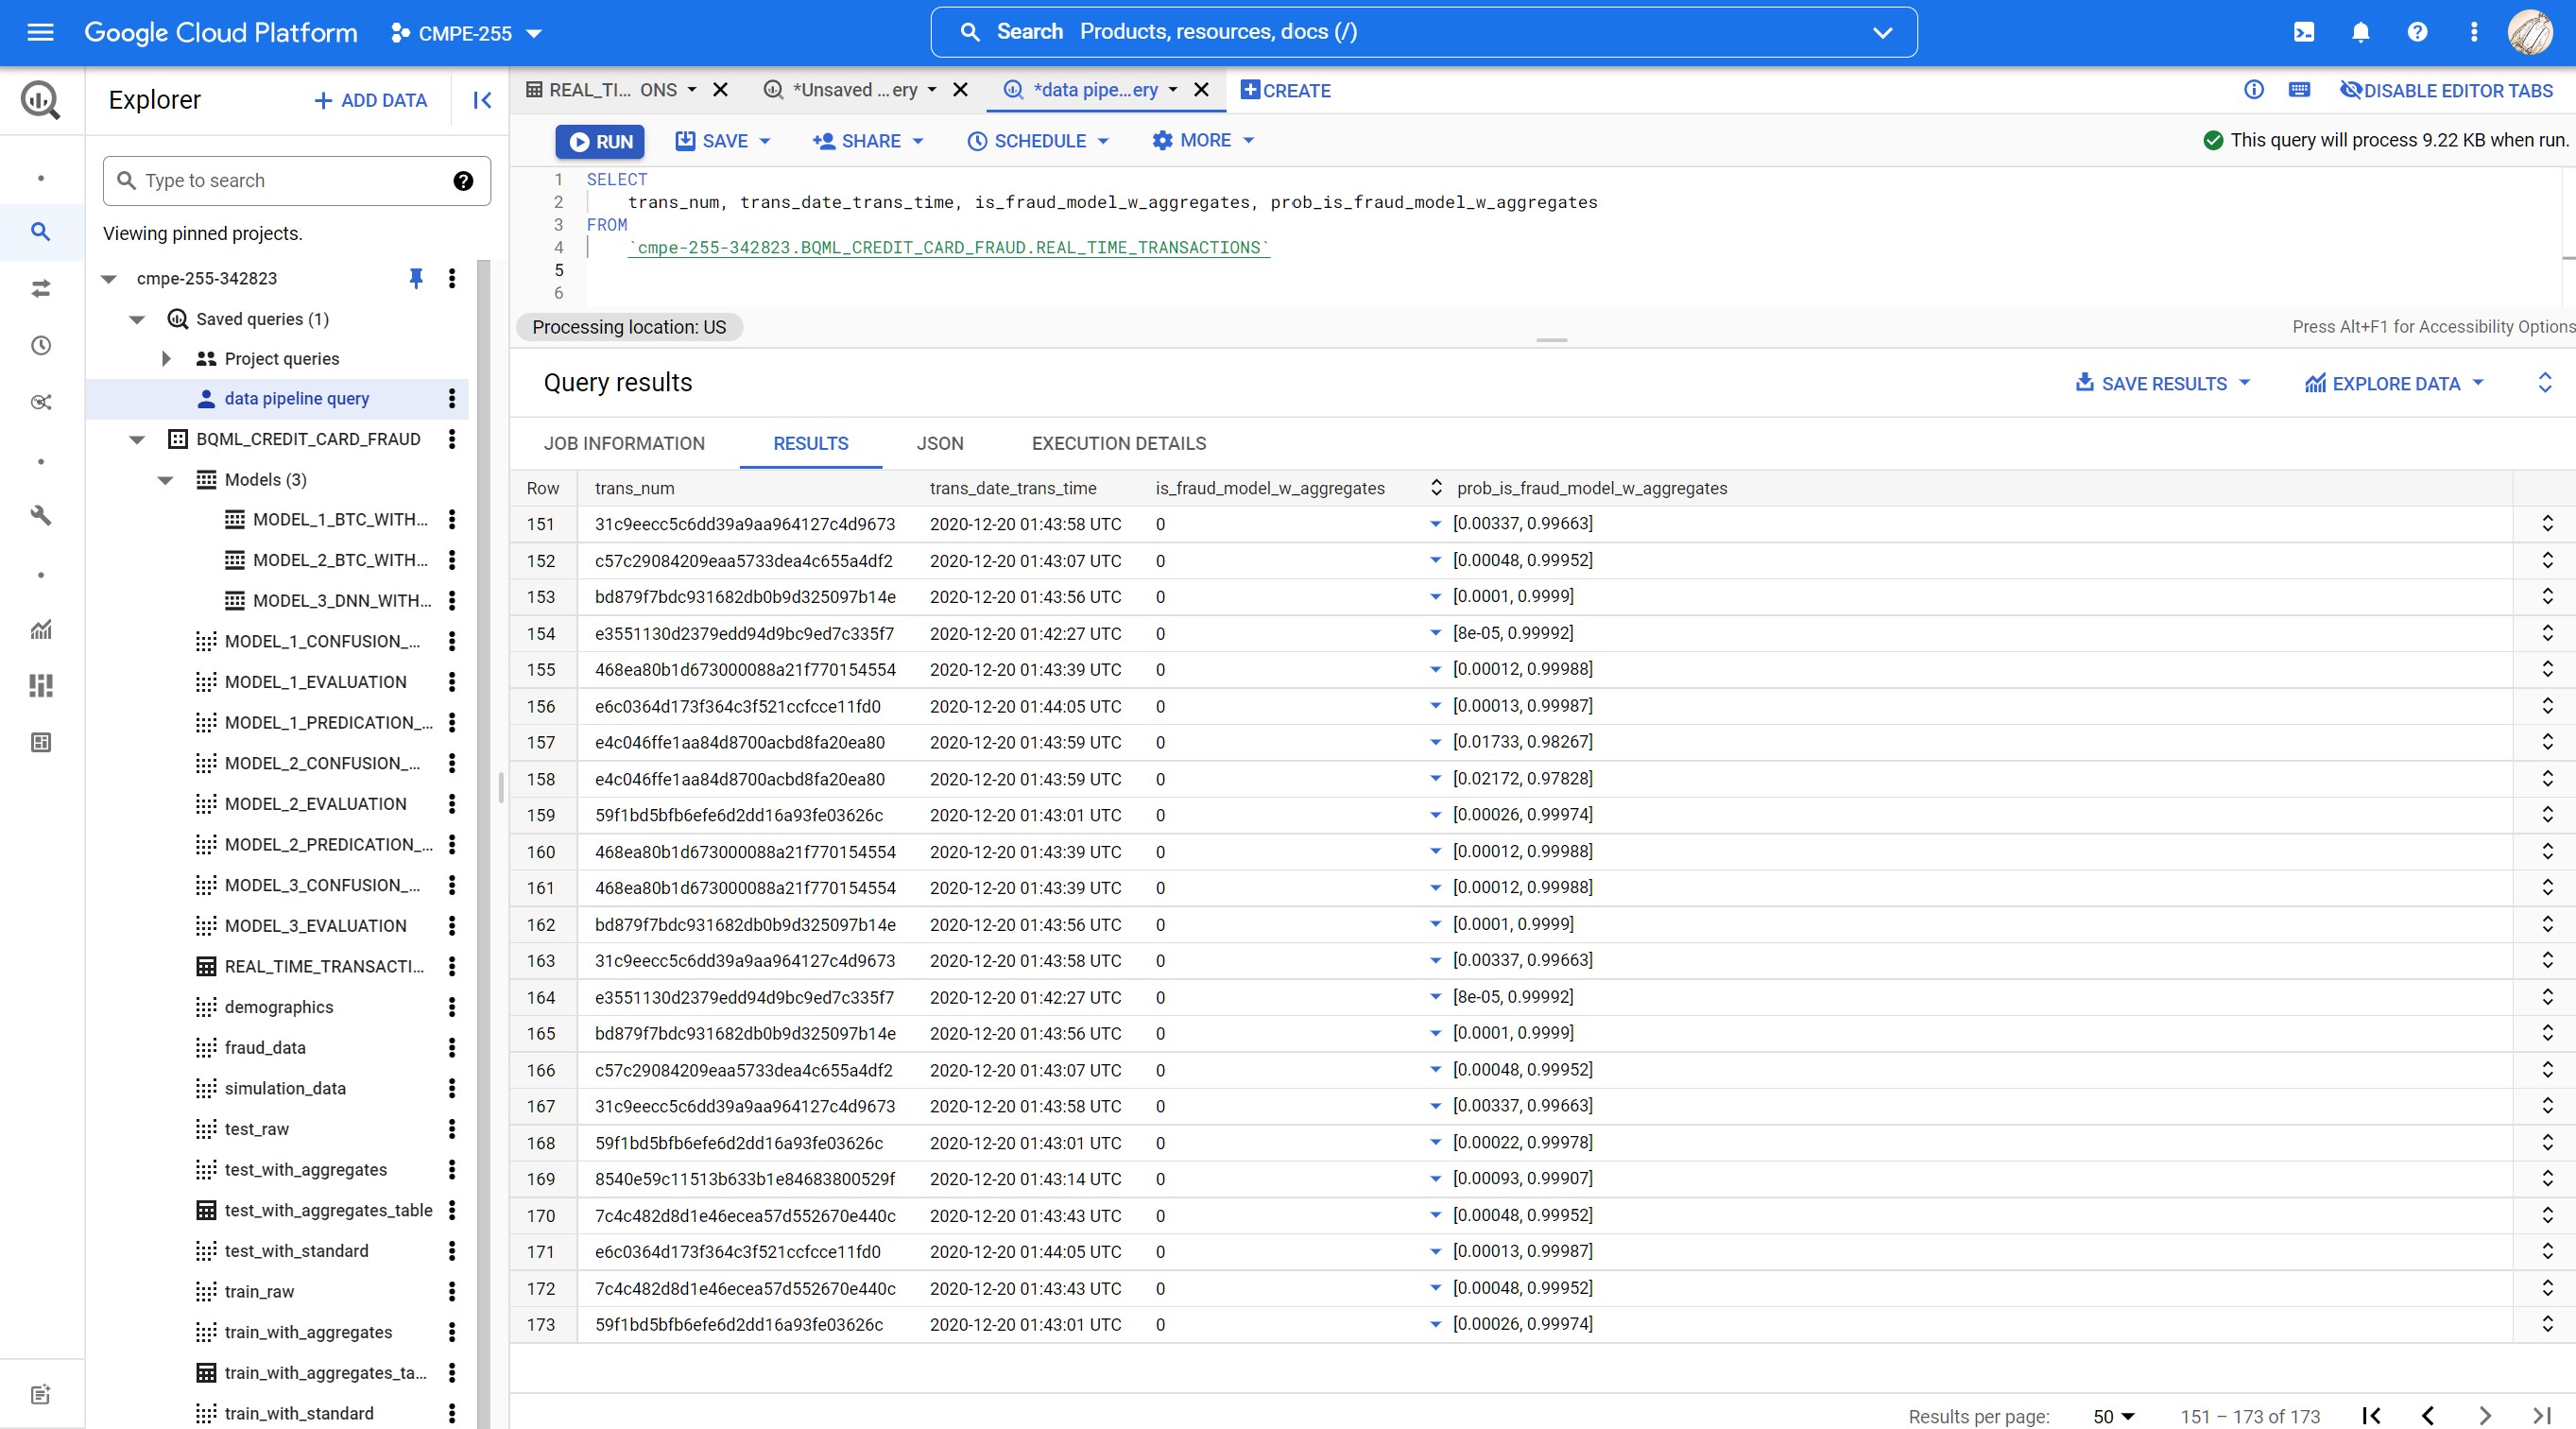 Google Cloud Platform
CMPE-255
Search Products, resources, docs (/)
Explorer
ADD DATA
Type to search
Viewing pinned projects.
cmpe-255-342823
Saved queries (1)
Project queries
data pipeline query
BQML_CREDIT_CARD_FRAUD
Models (3)
MODEL_1_BTC_WITH...
MODEL_2_BTC_WITH...
MODEL_3_DNN_WITH...
MODEL_1_CONFUSION_...
MODEL_1_EVALUATION
MODEL_1_PREDICATION_...
MODEL_2_CONFUSION_...
MODEL_2_EVALUATION
MODEL_2_PREDICATION_...
MODEL_3_CONFUSION_...
MODEL_3_EVALUATION
REAL_TIME_TRANSACTI...
demographics
fraud_data
simulation_data
test_raw
test_with_aggregates
test_with_aggregates_table
test_with_standard
train_raw
train_with_aggregates
train_with_aggregates_ta...
train_with_standard
REAL_TI... ONS
*Unsaved ...ery
*data pipe...ery
CREATE
DISABLE EDITOR TABS
RUN
SAVE
SHARE
SCHEDULE
MORE
This query will process 9.22 KB when run.
1 SELECT
2 trans_num, trans_date_trans_time, is_fraud_model_w_aggregates, prob_is_fraud_model_w_aggregates
3 FROM
4 `cmpe-255-342823.BQML_CREDIT_CARD_FRAUD.REAL_TIME_TRANSACTIONS`
5
6
Processing location: US
Press Alt+F1 for Accessibility Options
Query results
SAVE RESULTS
EXPLORE DATA
JOB INFORMATION
RESULTS
JSON
EXECUTION DETAILS
Row trans_num trans_date_trans_time is_fraud_model_w_aggregates prob_is_fraud_model_w_aggregates
151 31c9eecc5c6dd39a9aa964127c4d9673 2020-12-20 01:43:58 UTC 0 [0.00337, 0.99663]
152 c57c29084209eaa5733dea4c655a4df2 2020-12-20 01:43:07 UTC 0 [0.00048, 0.99952]
153 bd879f7bdc931682db0b9d325097b14e 2020-12-20 01:43:56 UTC 0 [0.0001, 0.9999]
154 e3551130d2379edd94d9bc9ed7c335f7 2020-12-20 01:42:27 UTC 0 [8e-05, 0.99992]
155 468ea80b1d673000088a21f770154554 2020-12-20 01:43:39 UTC 0 [0.00012, 0.99988]
156 e6c0364d173f364c3f521ccfcce11fd0 2020-12-20 01:44:05 UTC 0 [0.00013, 0.99987]
157 e4c046ffe1aa84d8700acbd8fa20ea80 2020-12-20 01:43:59 UTC 0 [0.01733, 0.98267]
158 e4c046ffe1aa84d8700acbd8fa20ea80 2020-12-20 01:43:59 UTC 0 [0.02172, 0.97828]
159 59f1bd5bfb6efe6d2dd16a93fe03626c 2020-12-20 01:43:01 UTC 0 [0.00026, 0.99974]
160 468ea80b1d673000088a21f770154554 2020-12-20 01:43:39 UTC 0 [0.00012, 0.99988]
161 468ea80b1d673000088a21f770154554 2020-12-20 01:43:39 UTC 0 [0.00012, 0.99988]
162 bd879f7bdc931682db0b9d325097b14e 2020-12-20 01:43:56 UTC 0 [0.0001, 0.9999]
163 31c9eecc5c6dd39a9aa964127c4d9673 2020-12-20 01:43:58 UTC 0 [0.00337, 0.99663]
164 e3551130d2379edd94d9bc9ed7c335f7 2020-12-20 01:42:27 UTC 0 [8e-05, 0.99992]
165 bd879f7bdc931682db0b9d325097b14e 2020-12-20 01:43:56 UTC 0 [0.0001, 0.9999]
166 c57c29084209eaa5733dea4c655a4df2 2020-12-20 01:43:07 UTC 0 [0.00048, 0.99952]
167 31c9eecc5c6dd39a9aa964127c4d9673 2020-12-20 01:43:58 UTC 0 [0.00337, 0.99663]
168 59f1bd5bfb6efe6d2dd16a93fe03626c 2020-12-20 01:43:01 UTC 0 [0.00022, 0.99978]
169 8540e59c11513b633b1e84683800529f 2020-12-20 01:43:14 UTC 0 [0.00093, 0.99907]
170 7c4c482d8d1e46ecea57d552670e440c 2020-12-20 01:43:43 UTC 0 [0.00048, 0.99952]
171 e6c0364d173f364c3f521ccfcce11fd0 2020-12-20 01:44:05 UTC 0 [0.00013, 0.99987]
172 7c4c482d8d1e46ecea57d552670e440c 2020-12-20 01:43:43 UTC 0 [0.00048, 0.99952]
173 59f1bd5bfb6efe6d2dd16a93fe03626c 2020-12-20 01:43:01 UTC 0 [0.00026, 0.99974]
Results per page: 50 151 – 173 of 173